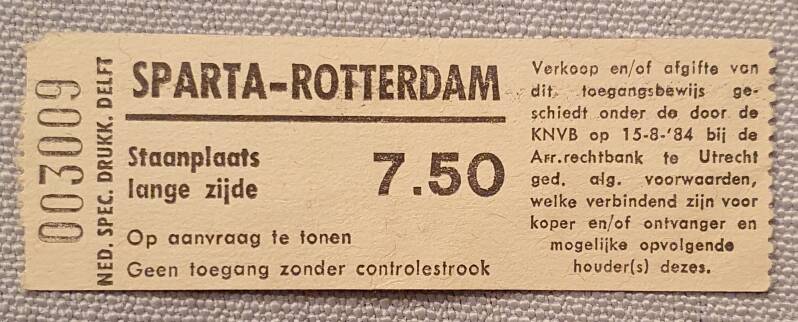 003009
NED. SPEC. DRUKK. DELFT
SPARTA-ROTTERDAM
Staanplaats
lange zijde
7.50
Op aanvraag te tonen
Geen toegang zonder controlestrook
Verkoop en/of afgifte van
dit toegangsbewijs ge-
schiedt onder de door de
KNVB op 15-8-'84 bij de
Arr.rechtbank te Utrecht
ged. alg. voorwaarden,
welke verbindend zijn voor
koper en/of ontvanger en
mogelijke opvolgende
houder(s) dezes.